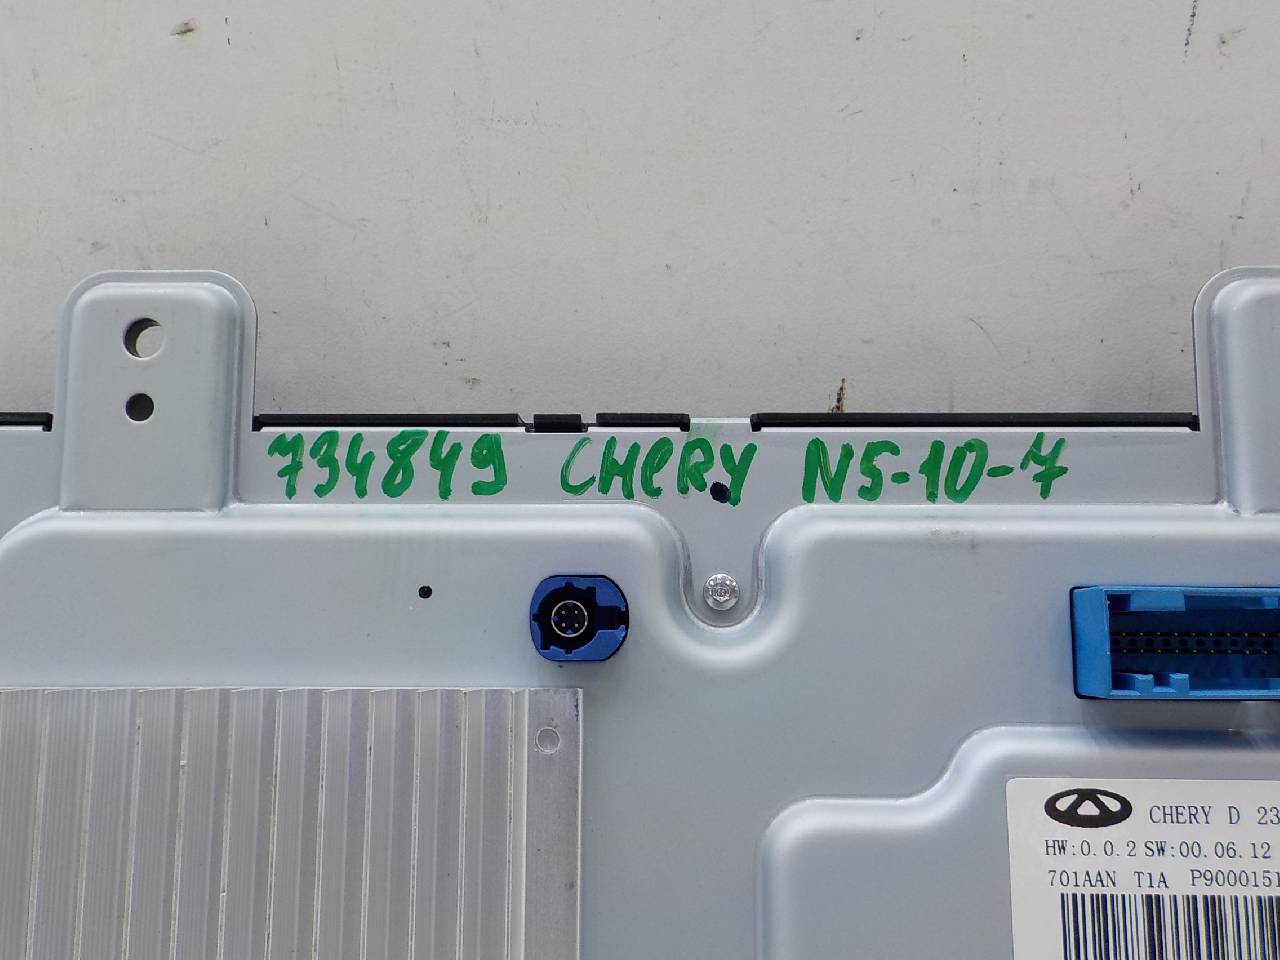 734849 CHERY N5-10-7
CHERY D 23
HW:0.0.2 SW:00.06.12
701AAN T1A P9000151